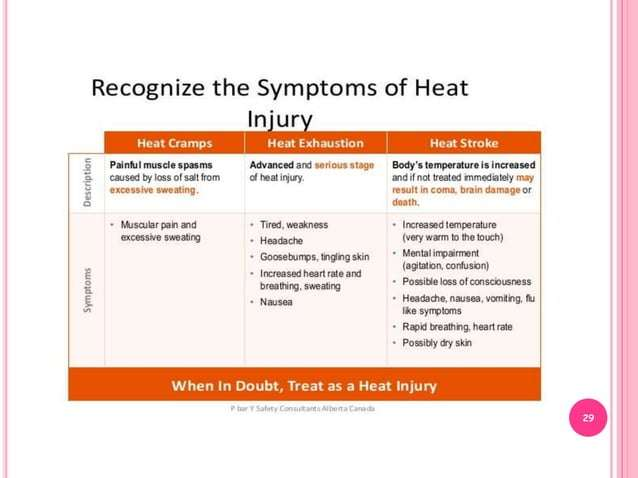 Recognize the Symptoms of Heat
Injury
Heat Cramps
Heat Exhaustion
Heat Stroke
Description
Painful muscle spasms
caused by loss of salt from
excessive sweating.
Advanced and serious stage
of heat injury.
Body's temperature is increased
and if not treated immediately may
result in coma, brain damage or
death.
Symptoms
• Muscular pain and
excessive sweating
• Tired, weakness
• Headache
• Goosebumps, tingling skin
• Increased heart rate and
breathing, sweating
• Nausea
• Increased temperature
(very warm to the touch)
• Mental impairment
(agitation, confusion)
• Possible loss of consciousness
• Headache, nausea, vomiting, flu
like symptoms
• Rapid breathing, heart rate
• Possibly dry skin
When In Doubt, Treat as a Heat Injury
P bar Y Safety Consultants Alberta Canada
29